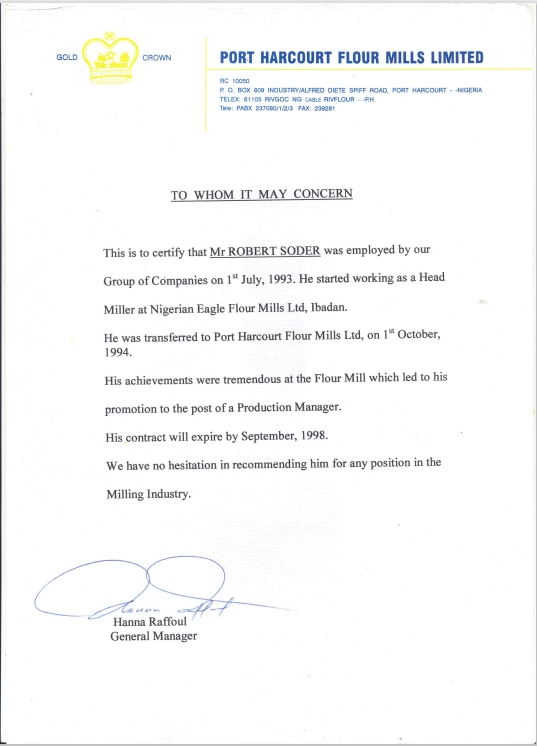 GOLD CROWN
PORT HARCOURT FLOUR MILLS LIMITED
RC 10050
P. O. BOX 809 INDUSTRY/ALFRED DIETE SPIFF ROAD, PORT HARCOURT - -NIGERIA
TELEX: 61105 RIVGOC NG CABLE RIVFLOUR - -P.H.
Tele: PABX 237080/1/2/3 FAX: 239281
TO WHOM IT MAY CONCERN
This is to certify that Mr ROBERT SODER was employed by our
Group of Companies on 1st July, 1993. He started working as a Head
Miller at Nigerian Eagle Flour Mills Ltd, Ibadan.
He was transferred to Port Harcourt Flour Mills Ltd, on 1st October,
1994.
His achievements were tremendous at the Flour Mill which led to his
promotion to the post of a Production Manager.
His contract will expire by September, 1998.
We have no hesitation in recommending him for any position in the
Milling Industry.
Hanna Raffoul
General Manager